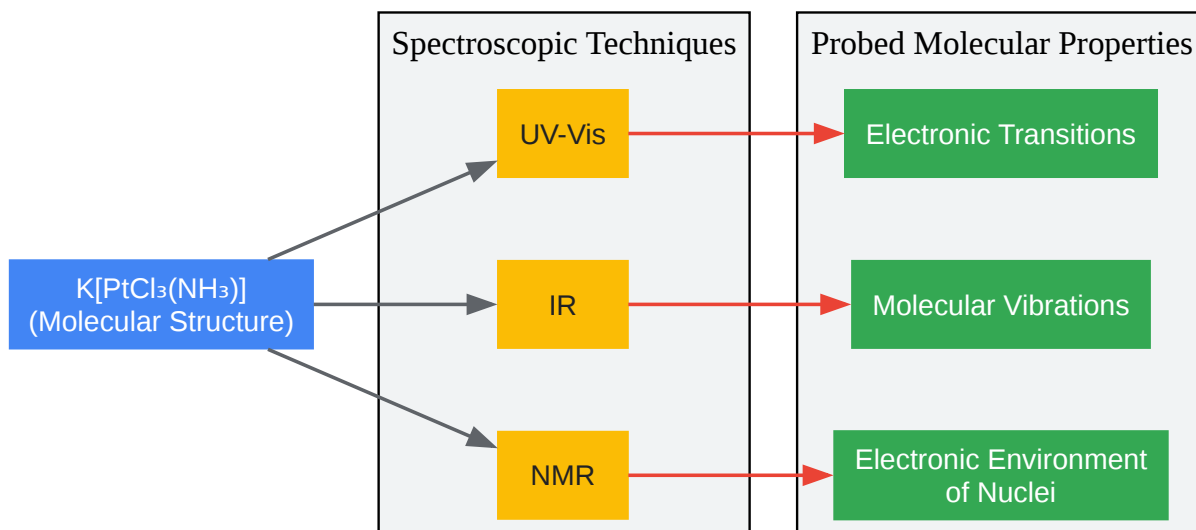 Spectroscopic Techniques
Probed Molecular Properties
UV-Vis
Electronic Transitions
K[PtCl₃(NH₃)]
(Molecular Structure)
IR
Molecular Vibrations
NMR
Electronic Environment
of Nuclei